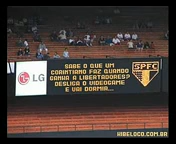 LG
SABE O QUE UM
CORINTIANO FAZ QUANDO
GANHA A LIBERTADORES?
DESLIGA O VIDEOGAME
E VAI DORMIR...
SPFC
KIBELOCO.COM.BR